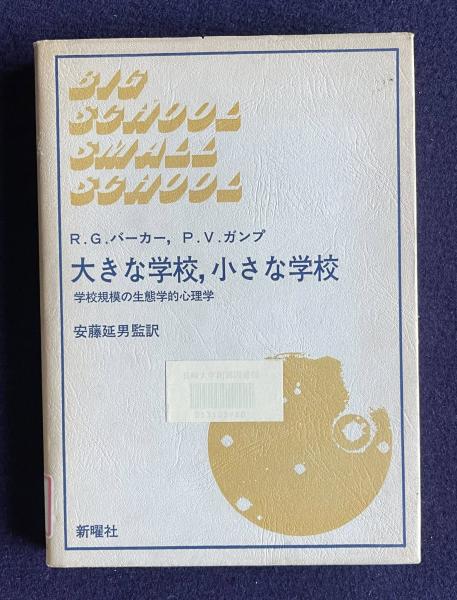 BIG
SCHOOL
SMALL
SCHOOL
R.G.バーカー, P.V.ガンプ
大きな学校,小さな学校
学校規模の生態学的心理学
安藤延男監訳
新曜社